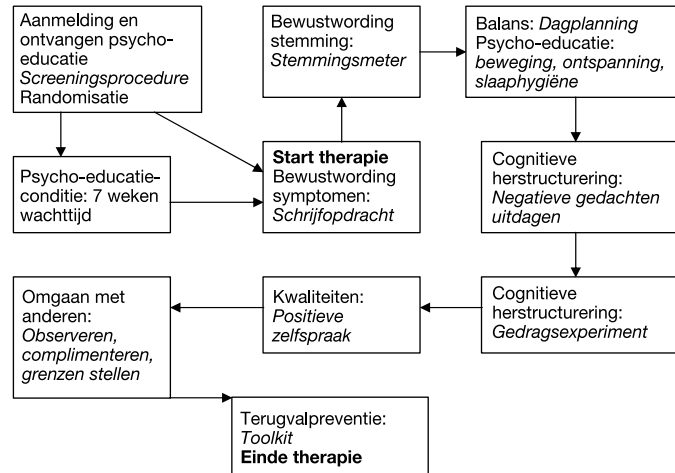 Aanmelding en
ontvangen psycho-
educatie
Screeningsprocedure
Randomisatie
Bewustwording
stemming:
Stemmingsmeter
Balans: Dagplanning
Psycho-educatie:
beweging, ontspanning,
slaaphygiëne
Psycho-educatie-
conditie: 7 weken
wachttijd
Start therapie
Bewustwording
symptomen:
Schrijfopdracht
Cognitieve
herstructurering:
Negatieve gedachten
uitdagen
Omgaan met
anderen:
Observeren,
complimenteren,
grenzen stellen
Kwaliteiten:
Positieve
zelfspraak
Cognitieve
herstructurering:
Gedragsexperiment
Terugvalpreventie:
Toolkit
Einde therapie